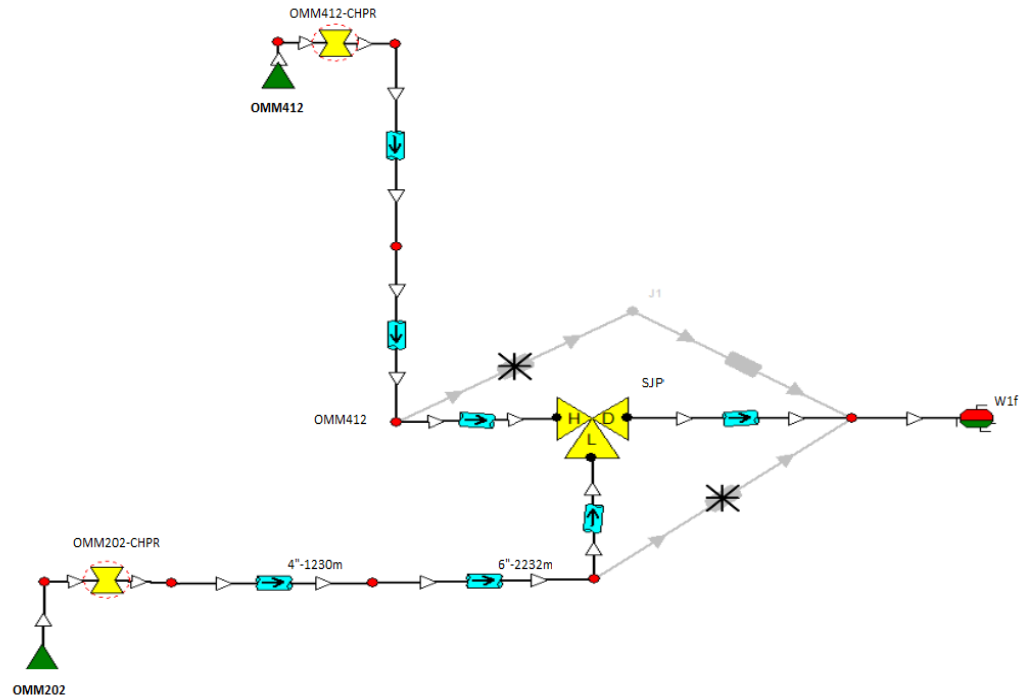 OMM412-CHPR
OMM412
J1
SJP
W1f
OMM412
H D
L
OMM202-CHPR
4"-1230m
6"-2232m
OMM202